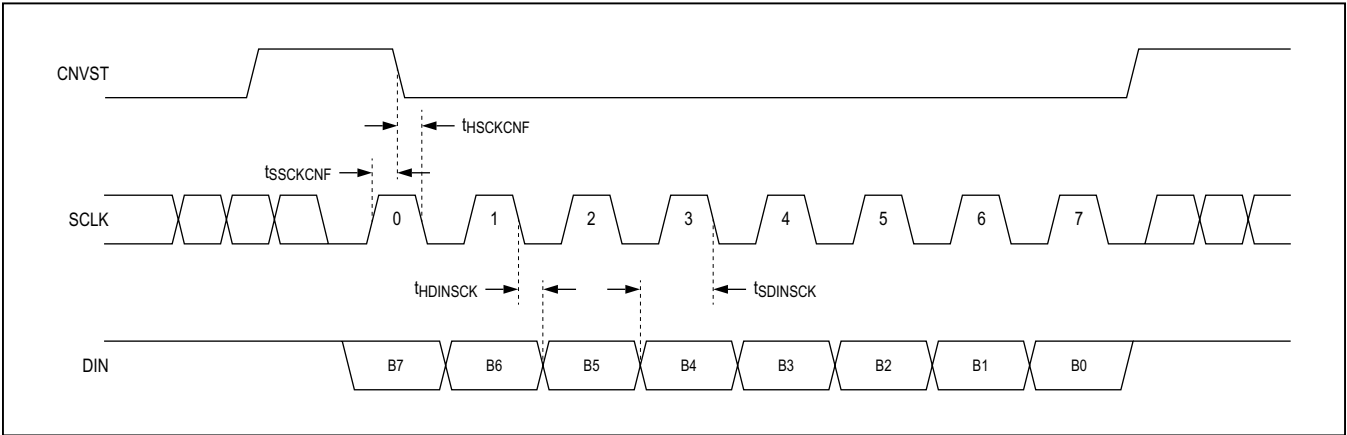 CNVST
tHSCKCNF
tSSCKCNF
SCLK 0 1 2 3 4 5 6 7
tHDINSCK tSDINSCK
DIN B7 B6 B5 B4 B3 B2 B1 B0